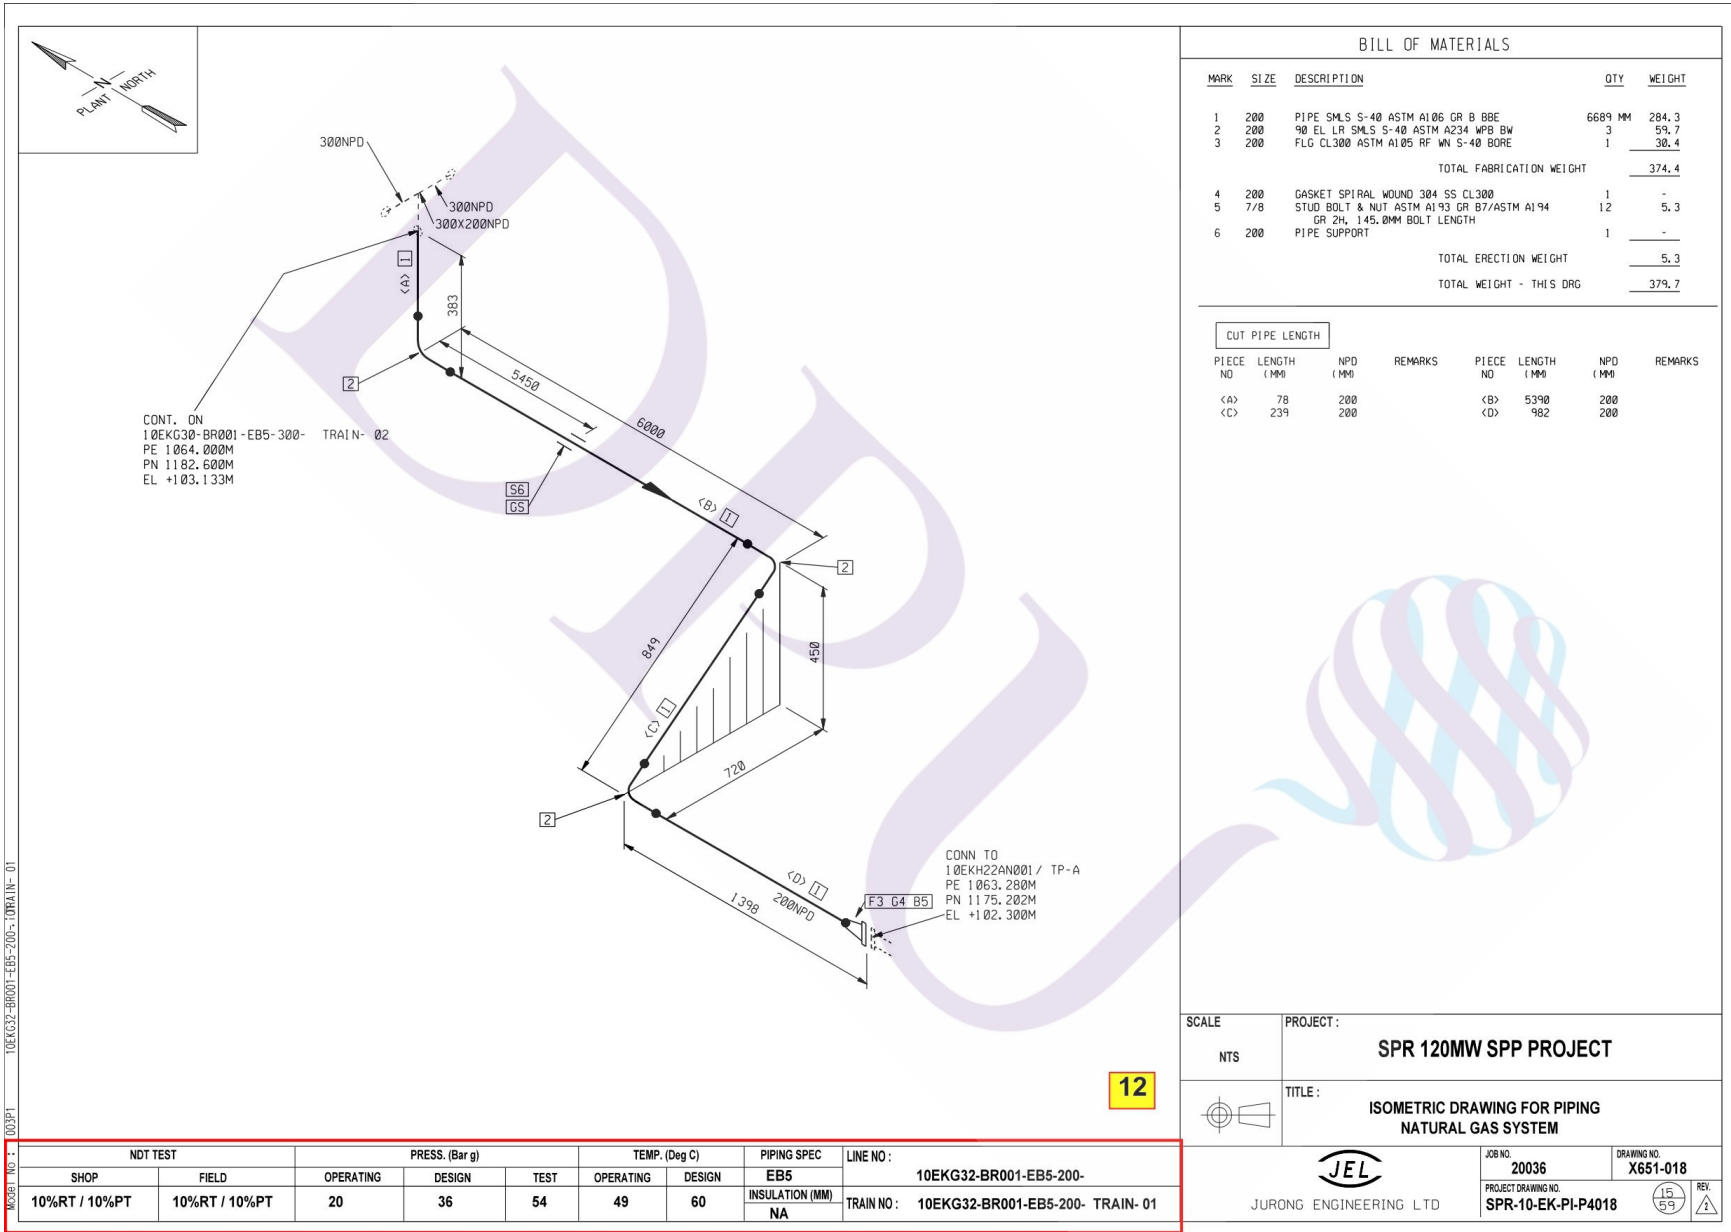 N
PLANT NORTH
300NPD
300NPD
300X200NPD
1
<A>
383
2
5450
6000
CONT. ON
10EKG30-BR001-EB5-300- TRAIN- 02
PE 1064.000M
PN 1182.600M
EL +103.133M
S6
GS
<B> 1
2
849
450
<C> 1
720
2
CONN TO
10EKH22AN001/ TP-A
PE 1063.280M
PN 1175.202M
EL +102.300M
<D> 1
1398 200NPD
F3 G4 B5
12
DPU
BILL OF MATERIALS
MARK SIZE DESCRIPTION QTY WEIGHT
1 200 PIPE SMLS S-40 ASTM A106 GR B BBE 6689 MM 284.3
2 200 90 EL LR SMLS S-40 ASTM A234 WPB BW 3 59.7
3 200 FLG CL300 ASTM A105 RF WN S-40 BORE 1 30.4
TOTAL FABRICATION WEIGHT 374.4
4 200 GASKET SPIRAL WOUND 304 SS CL300 1 -
5 7/8 STUD BOLT & NUT ASTM A193 GR B7/ASTM A194 12 5.3
GR 2H, 145.0MM BOLT LENGTH
6 200 PIPE SUPPORT 1 -
TOTAL ERECTION WEIGHT 5.3
TOTAL WEIGHT - THIS DRG 379.7
CUT PIPE LENGTH
PIECE LENGTH NPD REMARKS PIECE LENGTH NPD REMARKS
NO (MM) (MM) NO (MM) (MM)
<A> 78 200 <B> 5390 200
<C> 239 200 <D> 982 200
SCALE
NTS
PROJECT :
SPR 120MW SPP PROJECT
TITLE :
ISOMETRIC DRAWING FOR PIPING
NATURAL GAS SYSTEM
JEL
JURONG ENGINEERING LTD
JOB NO.
20036
DRAWING NO.
X651-018
PROJECT DRAWING NO.
SPR-10-EK-PI-P4018
15
59
REV.
2
NDT TEST PRESS. (Bar g) TEMP. (Deg C) PIPING SPEC LINE NO :
SHOP FIELD OPERATING DESIGN TEST OPERATING DESIGN EB5 10EKG32-BR001-EB5-200-
10%RT / 10%PT 10%RT / 10%PT 20 36 54 49 60 INSULATION (MM) TRAIN NO : 10EKG32-BR001-EB5-200- TRAIN- 01
NA
Model No : 003P1